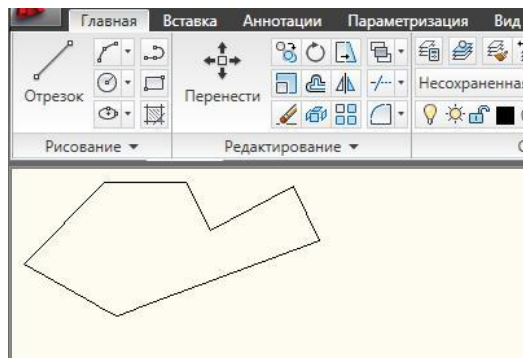 Главная Вставка Аннотации Параметризация Вид
Отрезок
Перенести
Несохраненная
Рисование
Редактирование